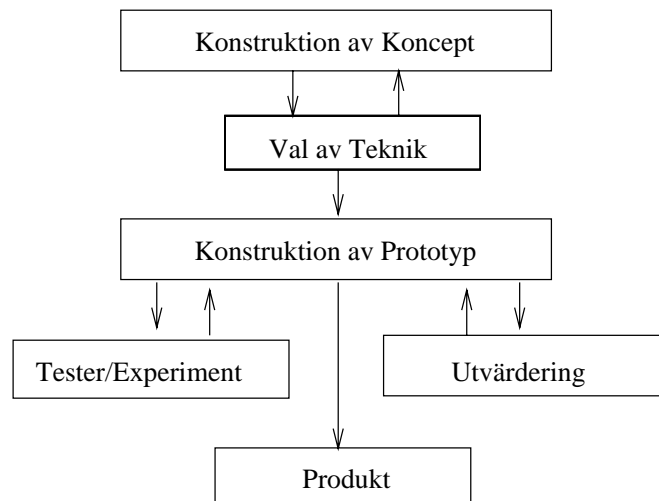 Konstruktion av Koncept
Val av Teknik
Konstruktion av Prototyp
Tester/Experiment
Utvärdering
Produkt